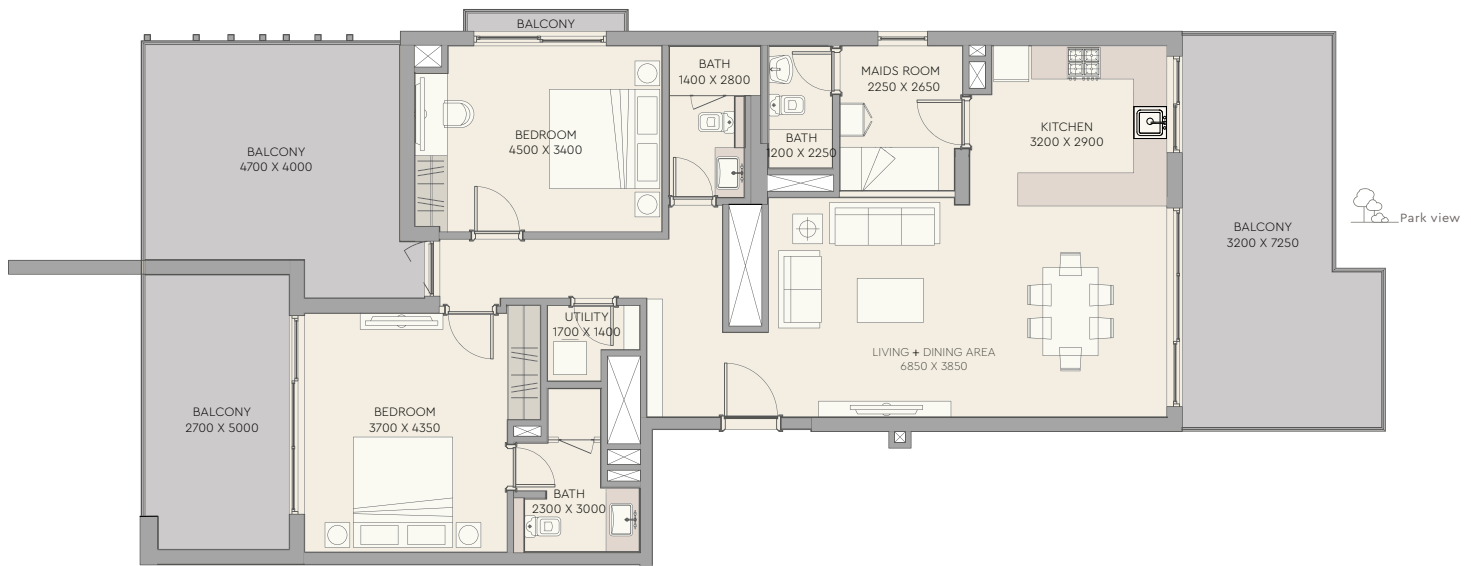 BALCONY
BALCONY
4700 X 4000
BEDROOM
4500 X 3400
BATH
1400 X 2800
BATH
1200 X 2250
MAIDS ROOM
2250 X 2650
KITCHEN
3200 X 2900
BALCONY
3200 X 7250
Park view
LIVING + DINING AREA
6850 X 3850
UTILITY
1700 X 1400
BALCONY
2700 X 5000
BEDROOM
3700 X 4350
BATH
2300 X 3000